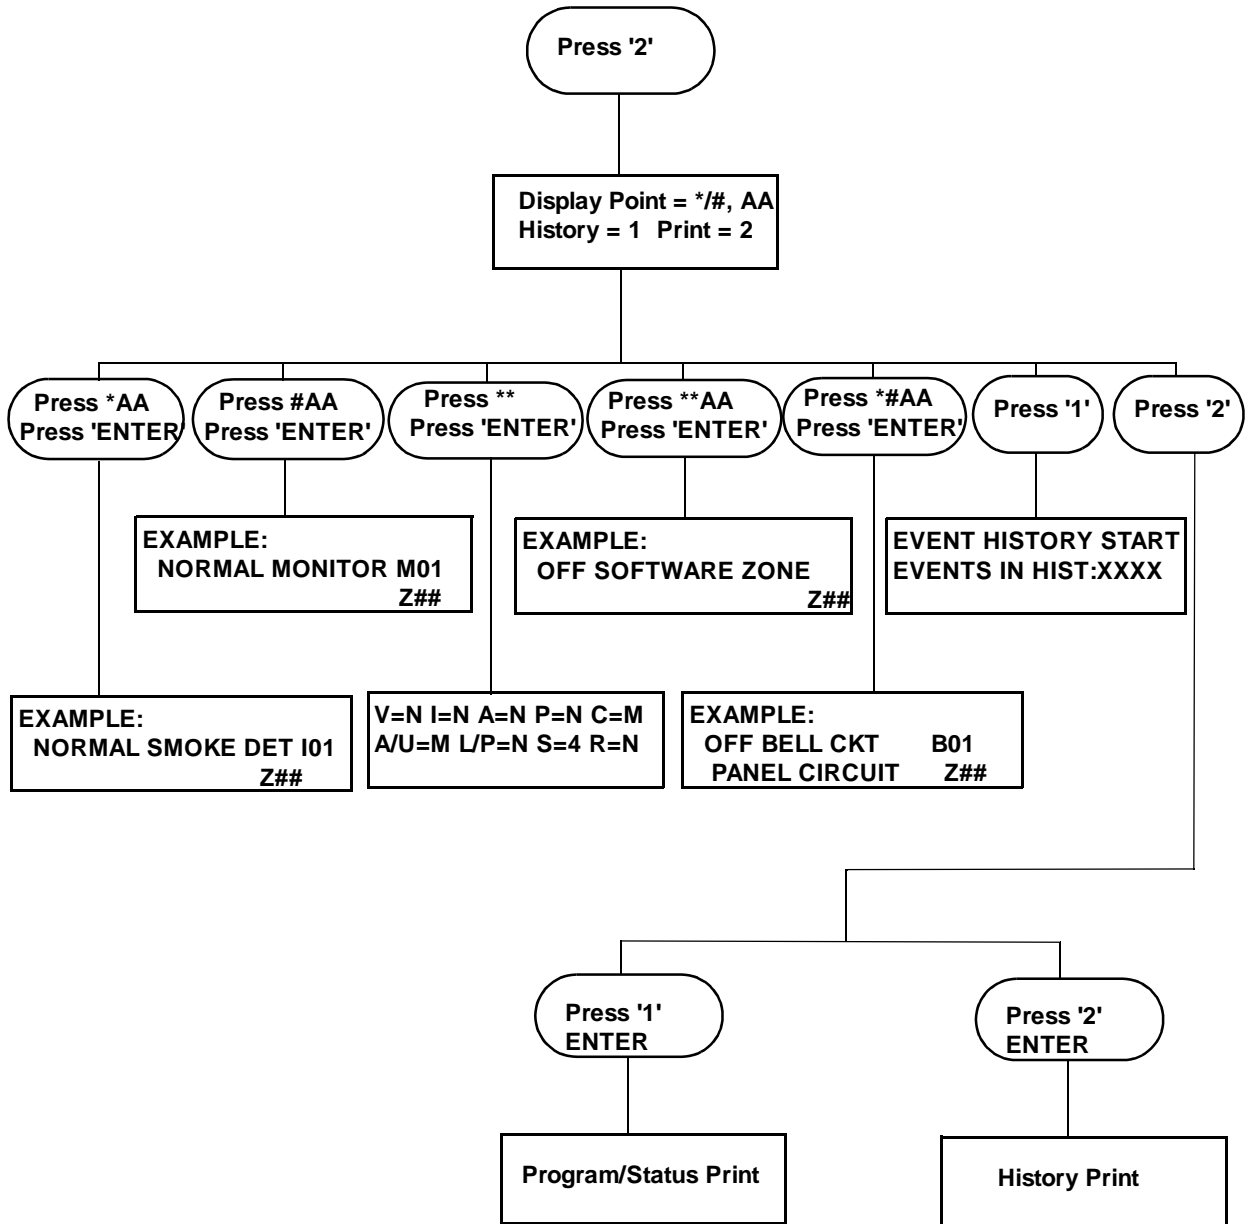 Press '2'
Display Point = */#, AA
History = 1 Print = 2
Press *AA
Press 'ENTER
Press #AA
Press 'ENTER'
Press **
Press 'ENTER'
Press **AA
Press 'ENTER'
Press *#AA
Press 'ENTER'
Press '1'
Press '2'
EXAMPLE:
NORMAL MONITOR M01
Z##
EXAMPLE:
OFF SOFTWARE ZONE
Z##
EVENT HISTORY START
EVENTS IN HIST:XXXX
EXAMPLE:
NORMAL SMOKE DET I01
Z##
V=N I=N A=N P=N C=M
A/U=M L/P=N S=4 R=N
EXAMPLE:
OFF BELL CKT B01
PANEL CIRCUIT Z##
Press '1'
ENTER
Press '2'
ENTER
Program/Status Print
History Print